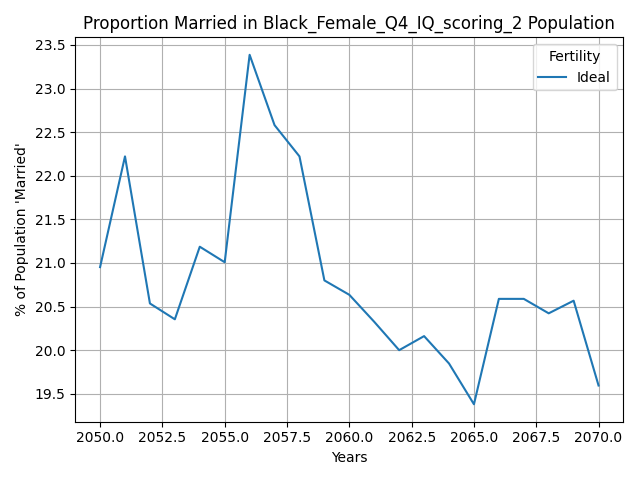 Proportion Married in Black_Female_Q4_IQ_scoring_2 Population
Fertility
Ideal
% of Population 'Married'
23.5
23.0
22.5
22.0
21.5
21.0
20.5
20.0
19.5
2050.0 2052.5 2055.0 2057.5 2060.0 2062.5 2065.0 2067.5 2070.0
Years